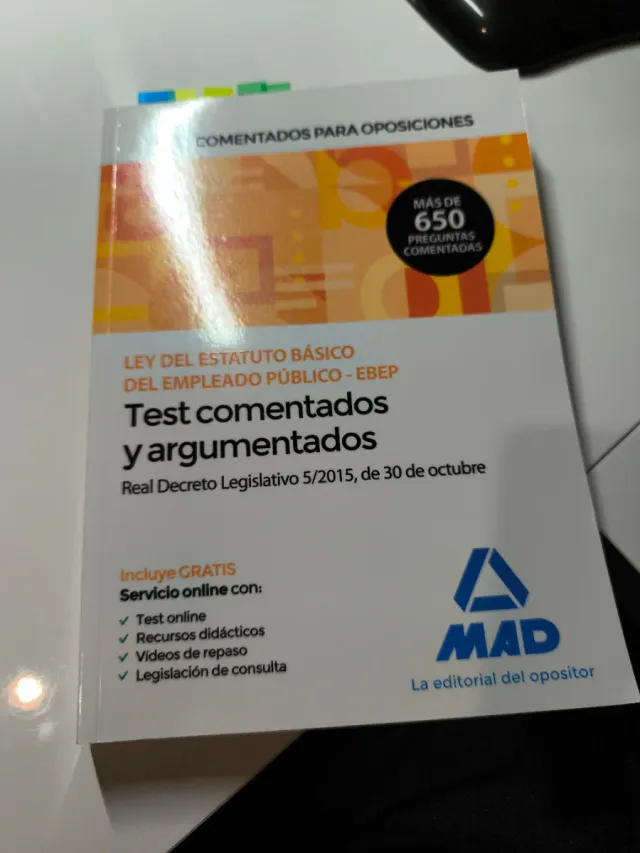 COMENTADOS PARA OPOSICIONES
MÁS DE
650
PREGUNTAS
COMENTADAS
LEY DEL ESTATUTO BÁSICO
DEL EMPLEADO PÚBLICO - EBEP
Test comentados
y argumentados
Real Decreto Legislativo 5/2015, de 30 de octubre
Incluye GRATIS
Servicio online con:
✓ Test online
✓ Recursos didácticos
✓ Vídeos de repaso
✓ Legislación de consulta
MAD
La editorial del opositor